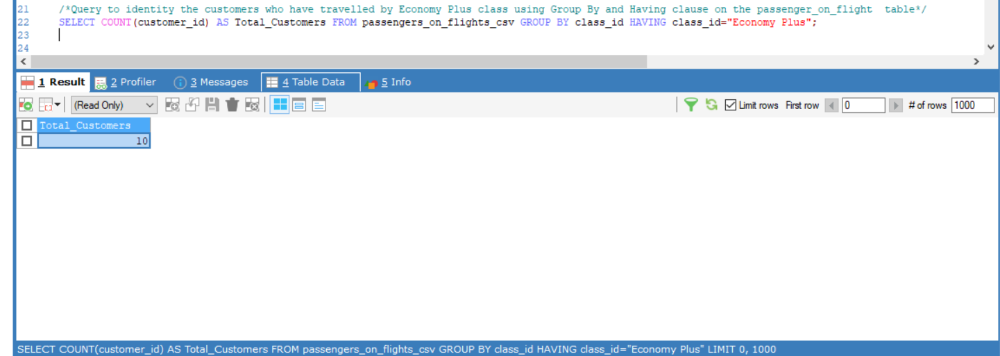 21 /*Query to identity the customers who have travelled by Economy Plus class using Group By and Having clause on the passenger_on_flight  table*/
22 SELECT COUNT(customer_id) AS Total_Customers FROM passengers_on_flights_csv GROUP BY class_id HAVING class_id="Economy Plus";
23
24
1 Result 2 Profiler 3 Messages 4 Table Data 5 Info
(Read Only) Limit rows First row 0 # of rows 1000
Total_Customers
10
SELECT COUNT(customer_id) AS Total_Customers FROM passengers_on_flights_csv GROUP BY class_id HAVING class_id="Economy Plus" LIMIT 0, 1000